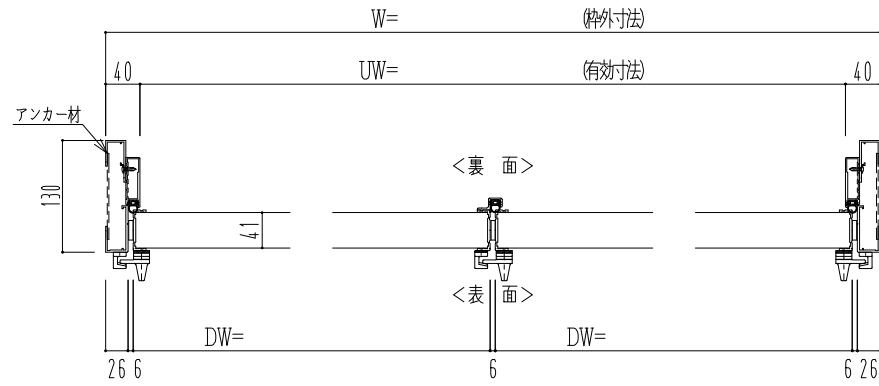 W= (枠外寸法)
40 UW= (有効寸法) 40
アンカー材
130
<裏 面>
41
<表 面>
DW= DW=
26 6 6 6 26